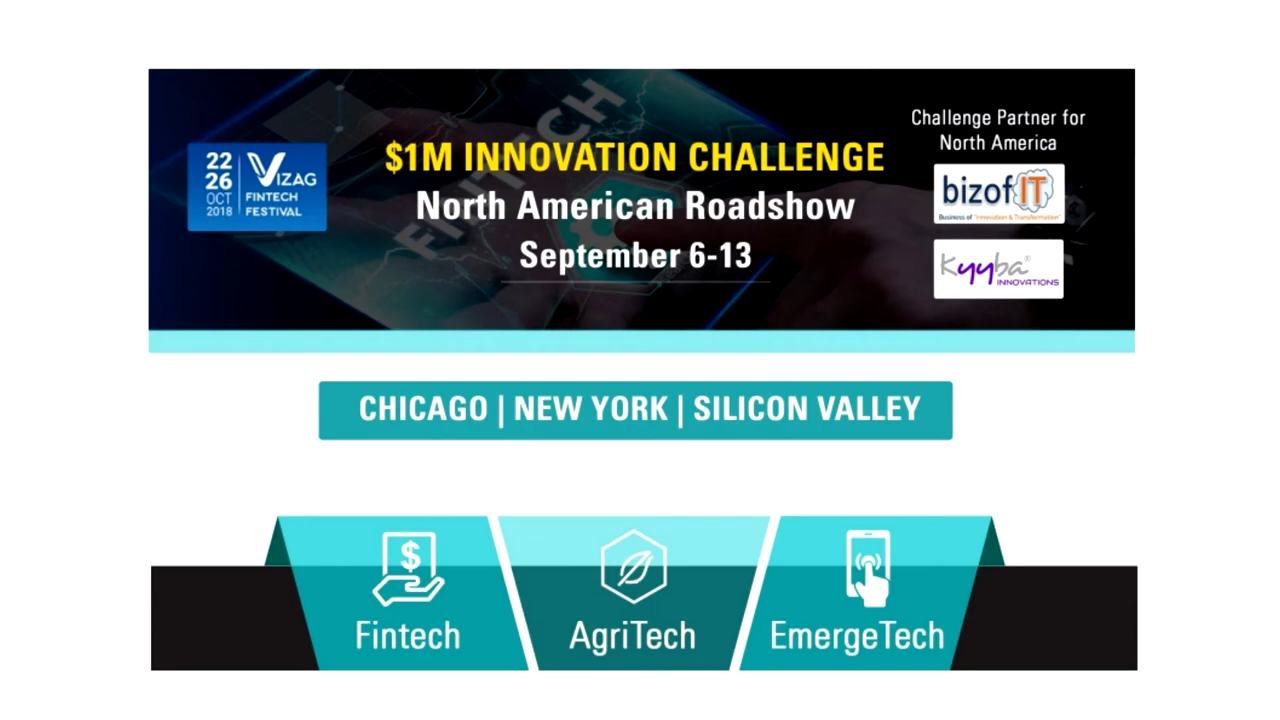 FINTECH
22
26
OCT
2018
VIZAG
FINTECH
FESTIVAL
$1M INNOVATION CHALLENGE
North American Roadshow
September 6-13
Challenge Partner for
North America
bizofIT
Business of "Innovation & Transformation"
Kyyba®
INNOVATIONS
CHICAGO | NEW YORK | SILICON VALLEY
Fintech
AgriTech
EmergeTech